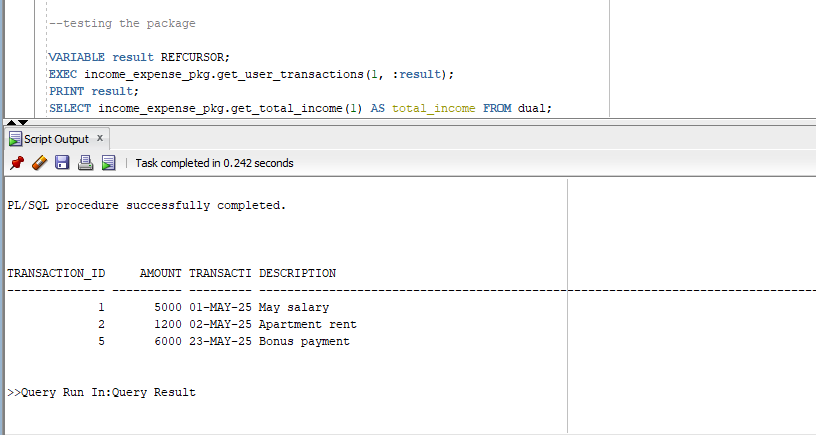 --testing the package
VARIABLE result REFCURSOR;
EXEC income_expense_pkg.get_user_transactions(1, :result);
PRINT result;
SELECT income_expense_pkg.get_total_income(1) AS total_income FROM dual;
Script Output x
Task completed in 0.242 seconds
PL/SQL procedure successfully completed.
TRANSACTION_ID     AMOUNT TRANSACTI DESCRIPTION
-------------- ---------- --------- --------------------------------------------------------------------------------
             1       5000 01-MAY-25 May salary
             2       1200 02-MAY-25 Apartment rent
             5       6000 23-MAY-25 Bonus payment
>>Query Run In:Query Result